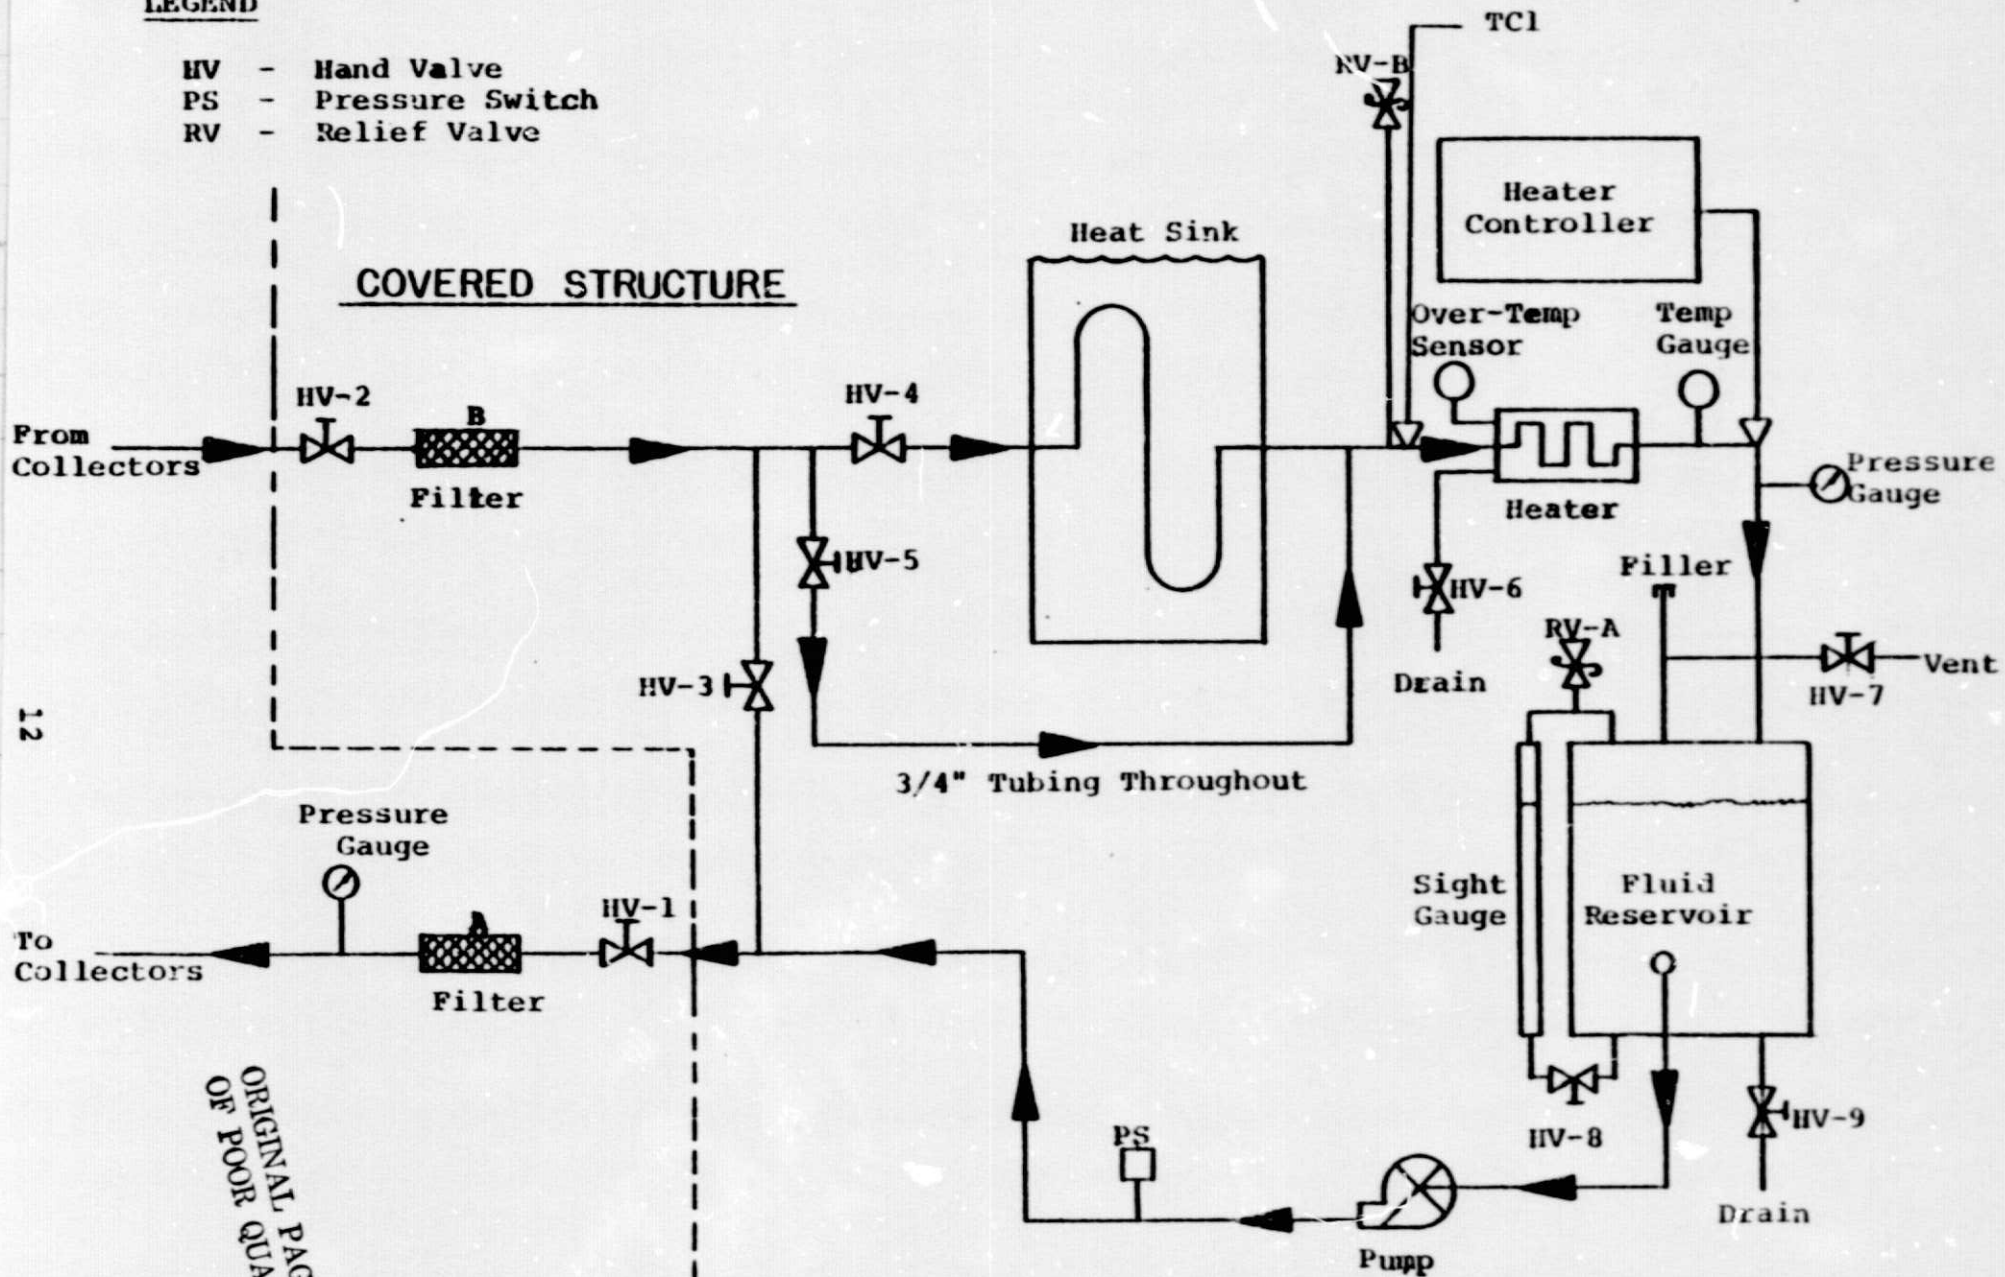 LEGEND
HV - Hand Valve
PS - Pressure Switch
RV - Relief Valve
COVERED STRUCTURE
TC1
RV-B
Heater
Controller
Heat Sink
Over-Temp
Sensor
Temp
Gauge
HV-2
B
HV-4
From
Collectors
Filter
Heater
Pressure
Gauge
HV-5
HV-6
Filler
RV-A
HV-3
Drain
Vent
HV-7
12
3/4" Tubing Throughout
Pressure
Gauge
HV-1
A
To
Collectors
Filter
Sight
Gauge
Fluid
Reservoir
PS
HV-8
HV-9
Drain
Pump
ORIGINAL PAG
OF POOR QUA